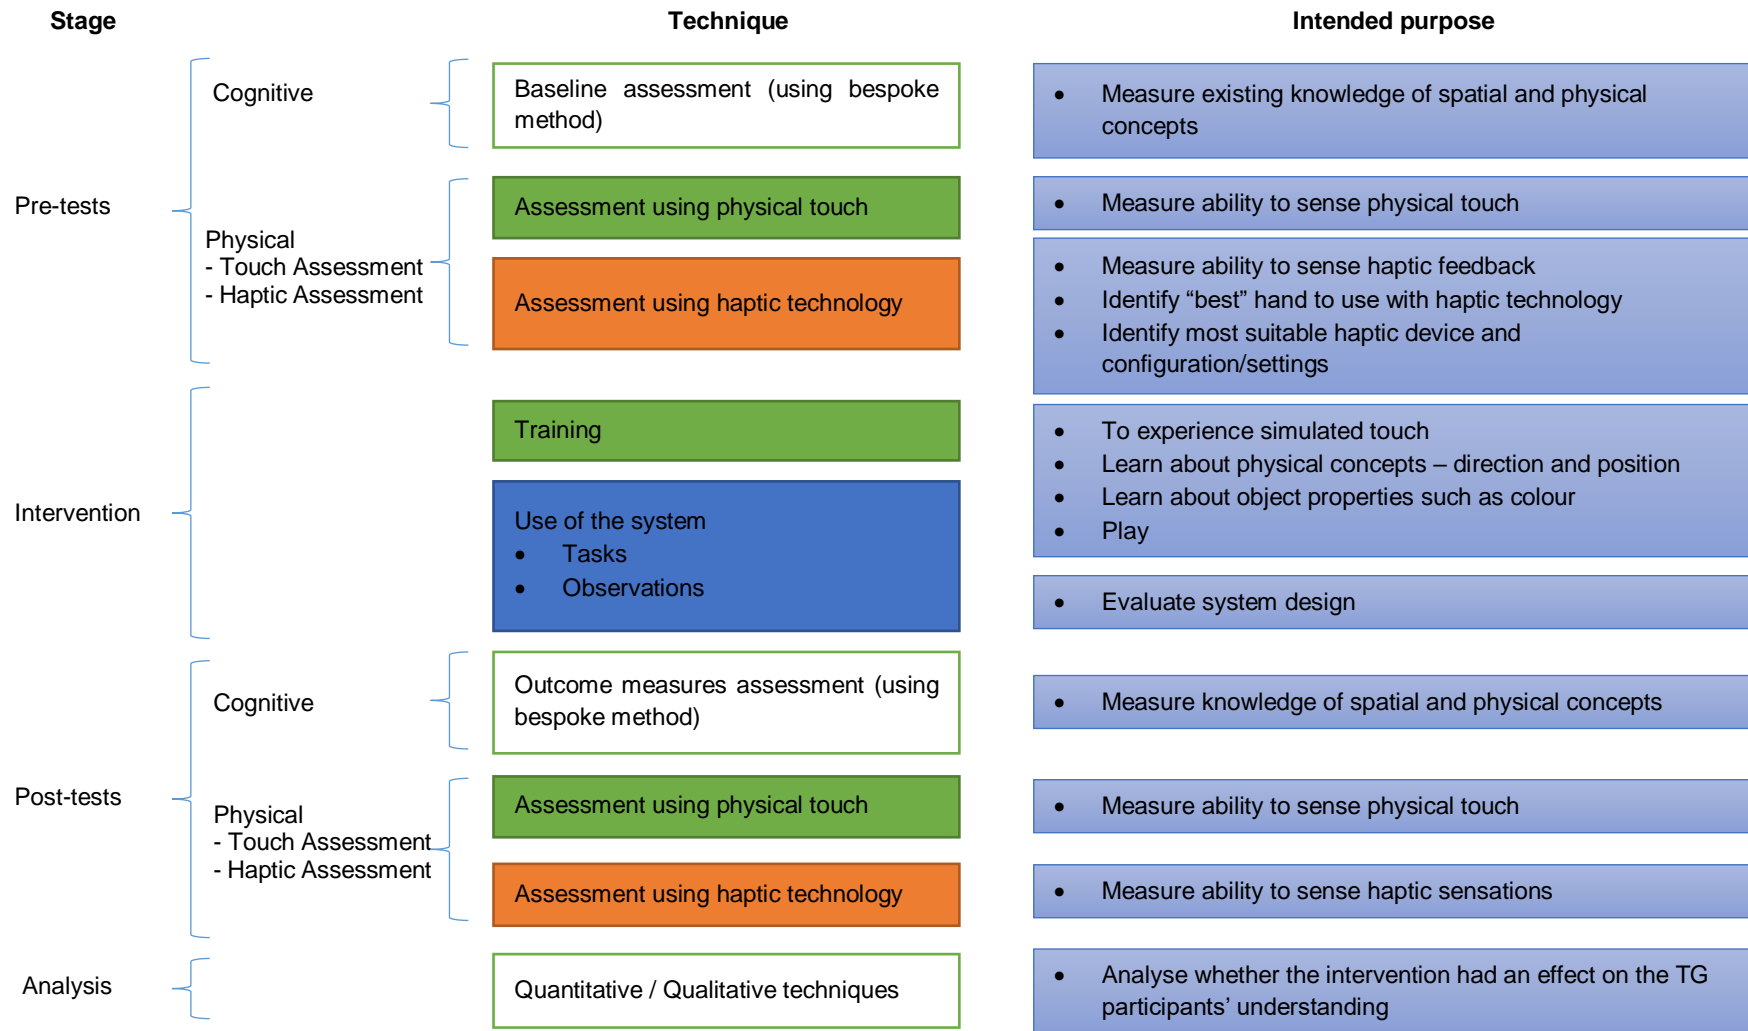 Stage
Technique
Intended purpose
Pre-tests
Cognitive
Baseline assessment (using bespoke
method)
• Measure existing knowledge of spatial and physical
concepts
Physical
- Touch Assessment
- Haptic Assessment
Assessment using physical touch
• Measure ability to sense physical touch
Assessment using haptic technology
• Measure ability to sense haptic feedback
• Identify “best” hand to use with haptic technology
• Identify most suitable haptic device and
configuration/settings
Intervention
Training
Use of the system
• Tasks
• Observations
• To experience simulated touch
• Learn about physical concepts – direction and position
• Learn about object properties such as colour
• Play
• Evaluate system design
Post-tests
Cognitive
Outcome measures assessment (using
bespoke method)
• Measure knowledge of spatial and physical concepts
Physical
- Touch Assessment
- Haptic Assessment
Assessment using physical touch
• Measure ability to sense physical touch
Assessment using haptic technology
• Measure ability to sense haptic sensations
Analysis
Quantitative / Qualitative techniques
• Analyse whether the intervention had an effect on the TG
participants’ understanding